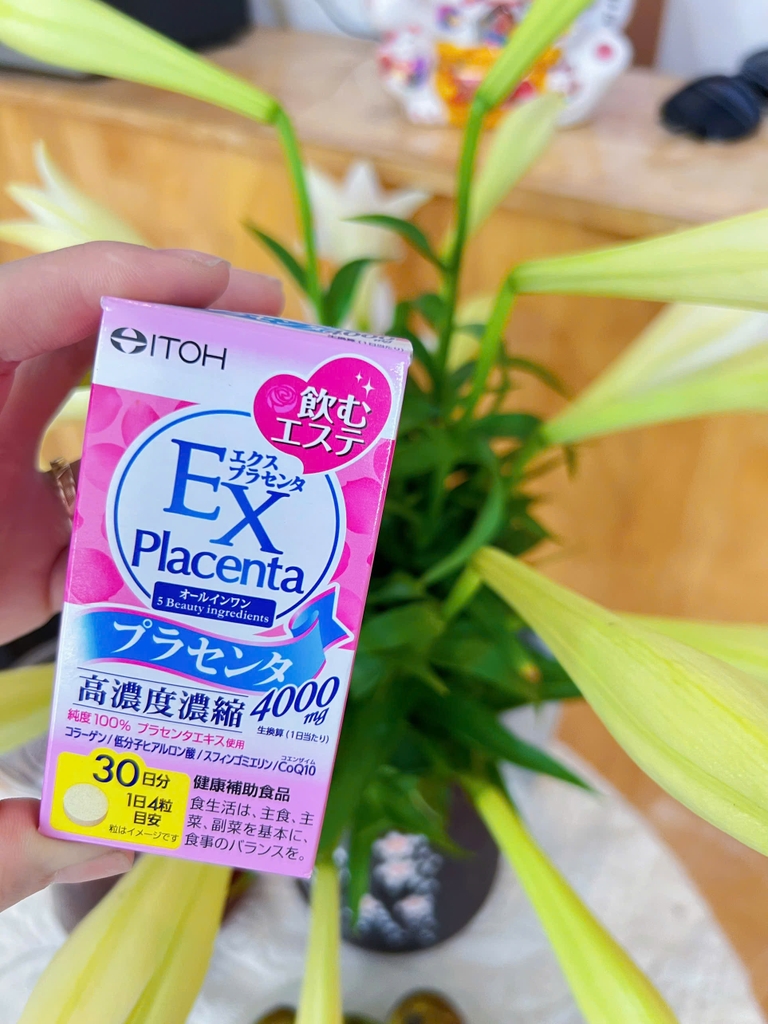 ITOH
飲む
エステ
エクス
プラセンタ
EX
Placenta
オールインワン
5 Beauty ingredients
プラセンタ
高濃度濃縮 4000mg
純度100% プラセンタエキス使用
生換算(1日当たり)
コラーゲン/低分子ヒアルロン酸/スフィンゴミエリン/CoQ10
コエンザイム
30日分
1日4粒
目安
粒はイメージです
健康補助食品
食生活は、主食、主
菜、副菜を基本に、
食事のバランスを。